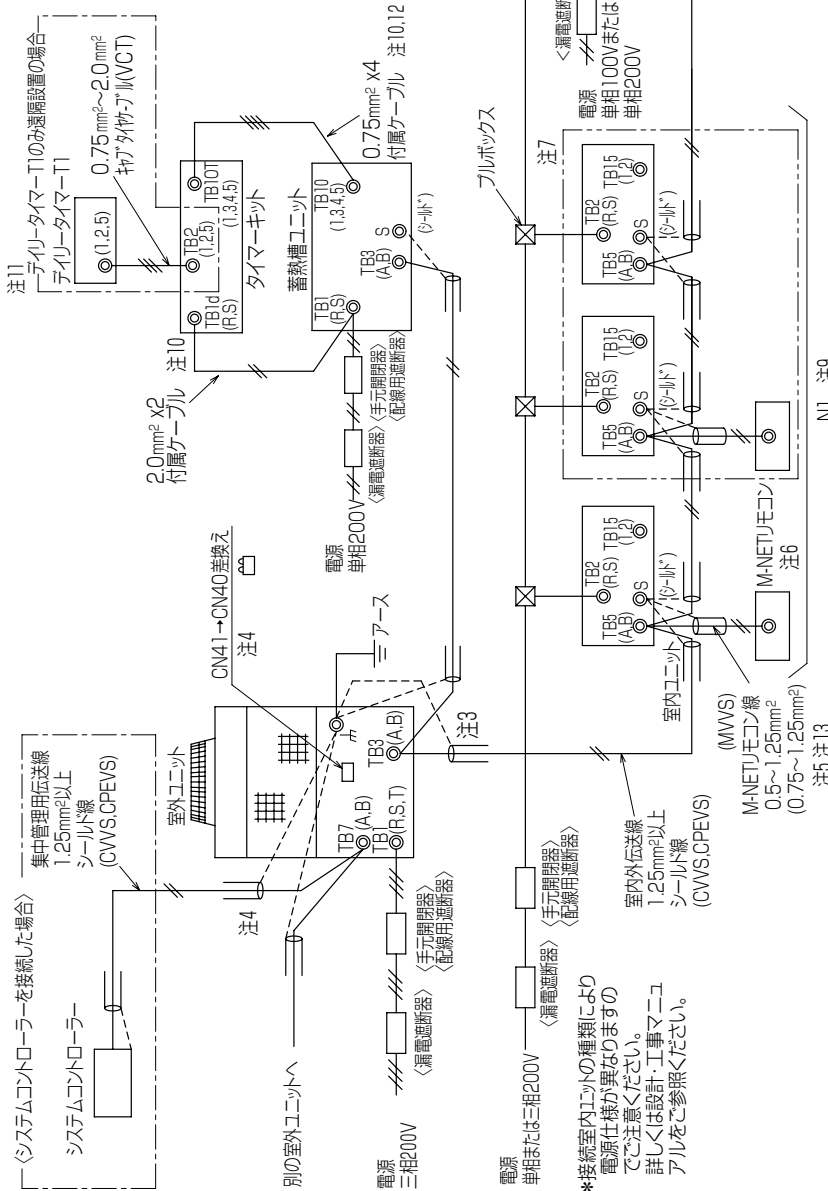 〈システムコントローラーを接続した場合〉
システムコントローラー
集中管理用伝送線
1.25mm²以上
シールド線
(CVVS,CPEVS)
注4
別の室外ユニットへ
電源
三相200V
〈漏電遮断器〉
〈手元開閉器〉
〈配線用遮断器〉
室外ユニット
CN41→CN40差換え
注4
アース
TB7
(A,B)
TB1
(R,S,T)
TB3
(A,B)
注3
注11
デイリータイマーT1のみ遠隔設置の場合
デイリータイマーT1
(1,2,5)
0.75mm²~2.0mm²
キャブタイヤケーブル(VCT)
TB2
(1,2,5)
TB1d
(R,S)
TB10T
(1,3,4,5)
タイマーキット
注10
2.0mm² x2
付属ケーブル
0.75mm² x4
付属ケーブル 注10,12
蓄熱槽ユニット
TB1
(R,S)
TB10
(1,3,4,5)
TB3
(A,B)
S
(シールド)
電源
単相200V
〈漏電遮断器〉
〈手元開閉器〉
〈配線用遮断器〉
電源
単相または三相200V
〈漏電遮断器〉
〈手元開閉器〉
〈配線用遮断器〉
*接続室内ユニットの種類により
電源仕様が異なりますの
でご注意ください。
詳しくは設計・工事マニュ
アルをご参照ください。
室内外伝送線
1.25mm²以上
シールド線
(CVVS,CPEVS)
プルボックス
〈漏電遮断
電源
単相100Vまたは
単相200V
注7
室内ユニット
TB2
(R,S)
TB15
(1,2)
TB5
(A,B)
S
(シールド)
TB2
(R,S)
TB15
(1,2)
TB5
(A,B)
S
(シールド)
TB2
(R,S)
TB15
(1,2)
TB5
(A,B)
S
(シールド)
M-NETリモコン
注6
(MVVS)
M-NETリモコン線
0.5~1.25mm²
(0.75~1.25mm²)
注5,注13
N1 注9